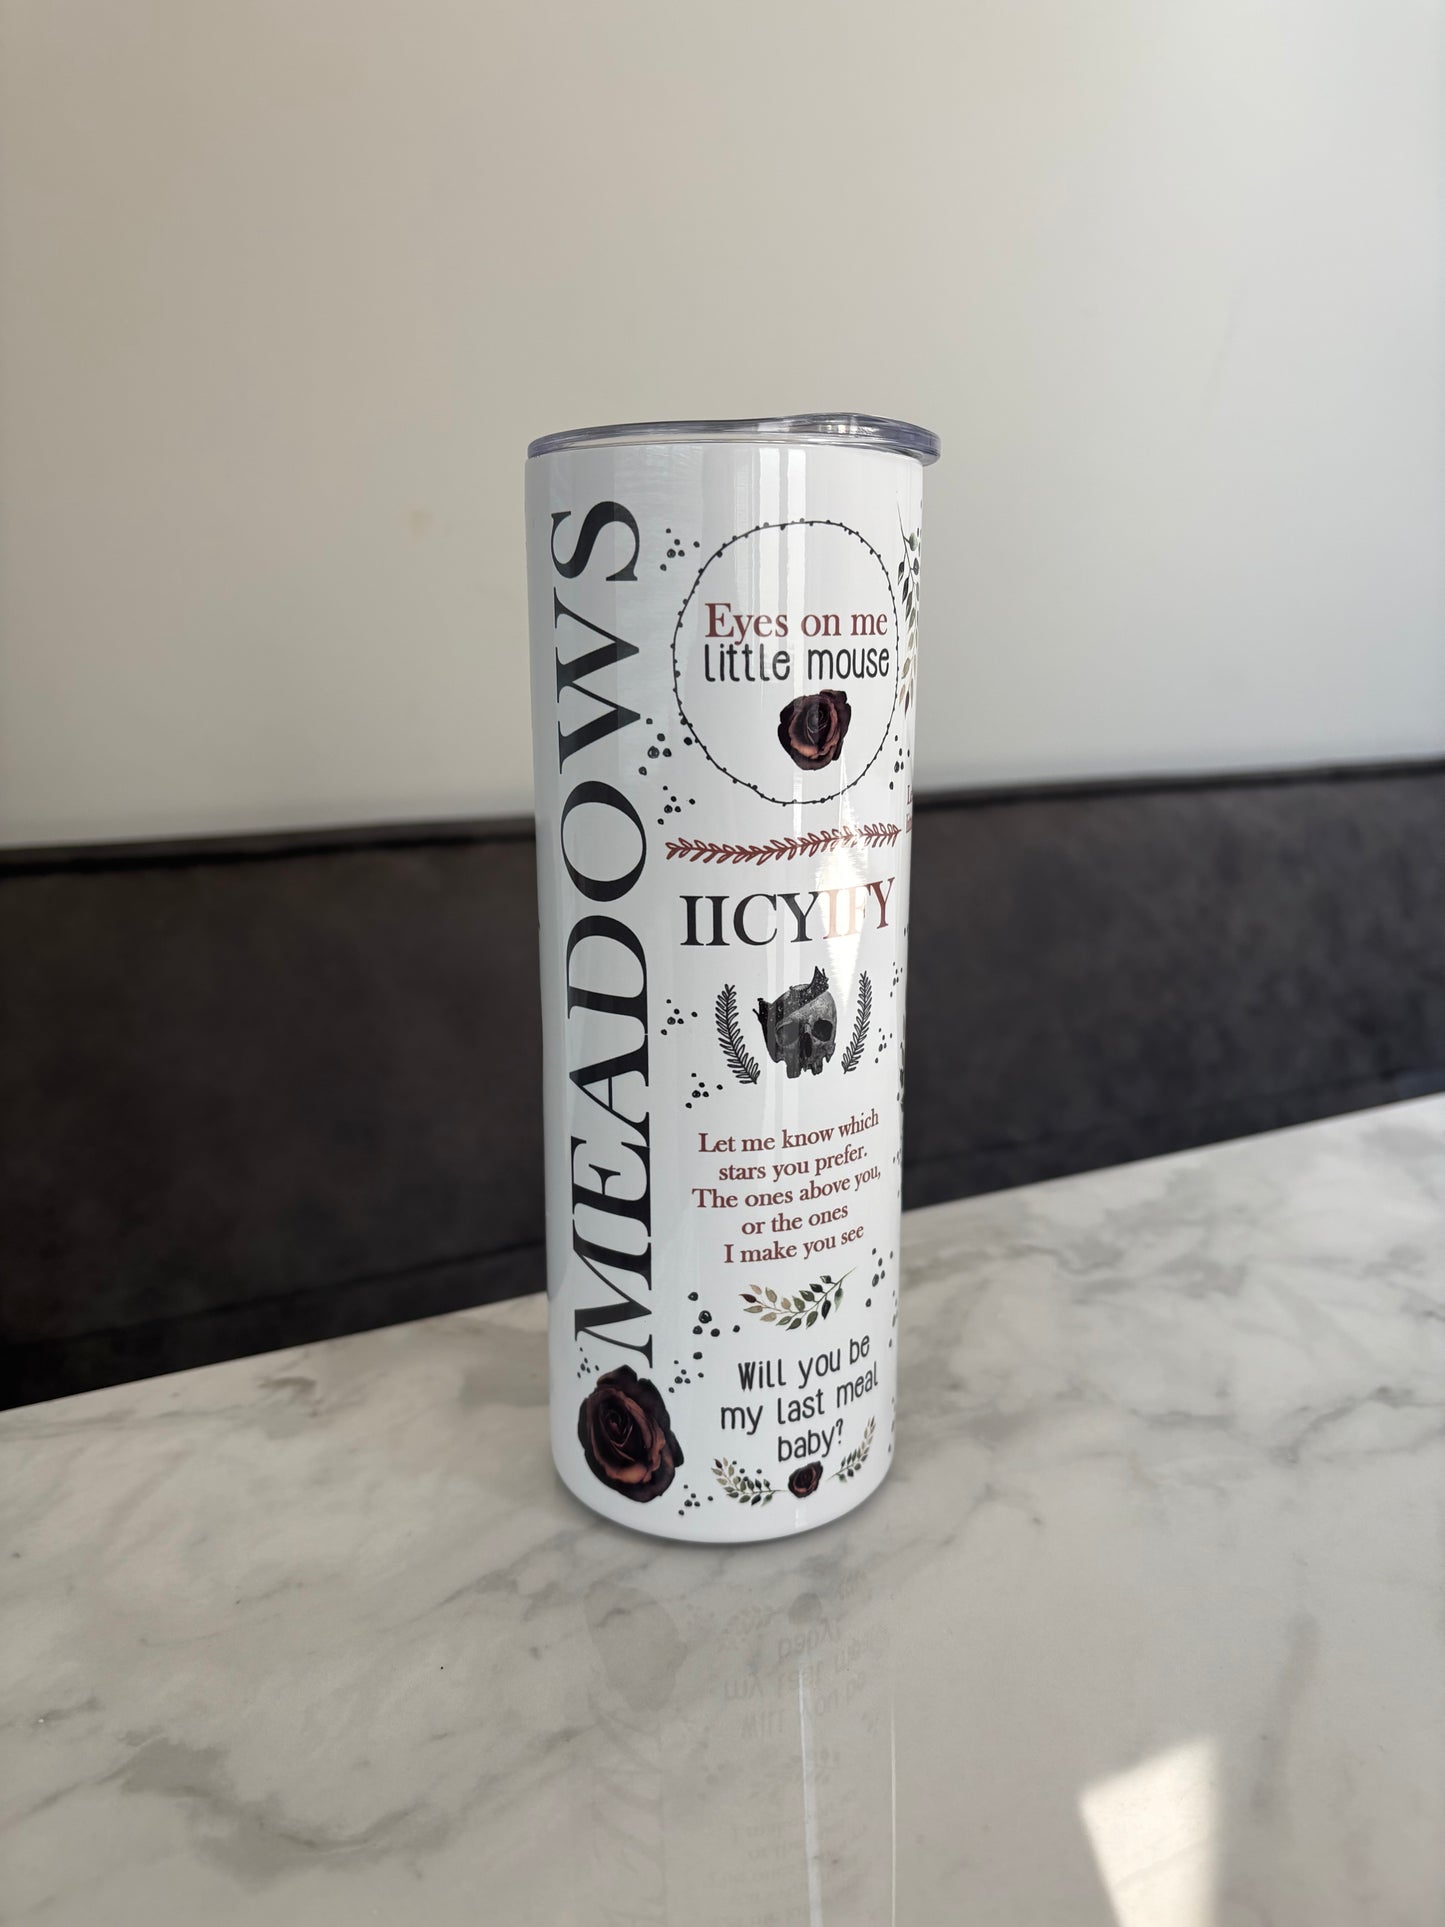 MEADOWS
Eyes on me
little mouse
IICYIFY
Let me know which
stars you prefer.
The ones above you,
or the ones
I make you see
Will you be
my last meal
baby?